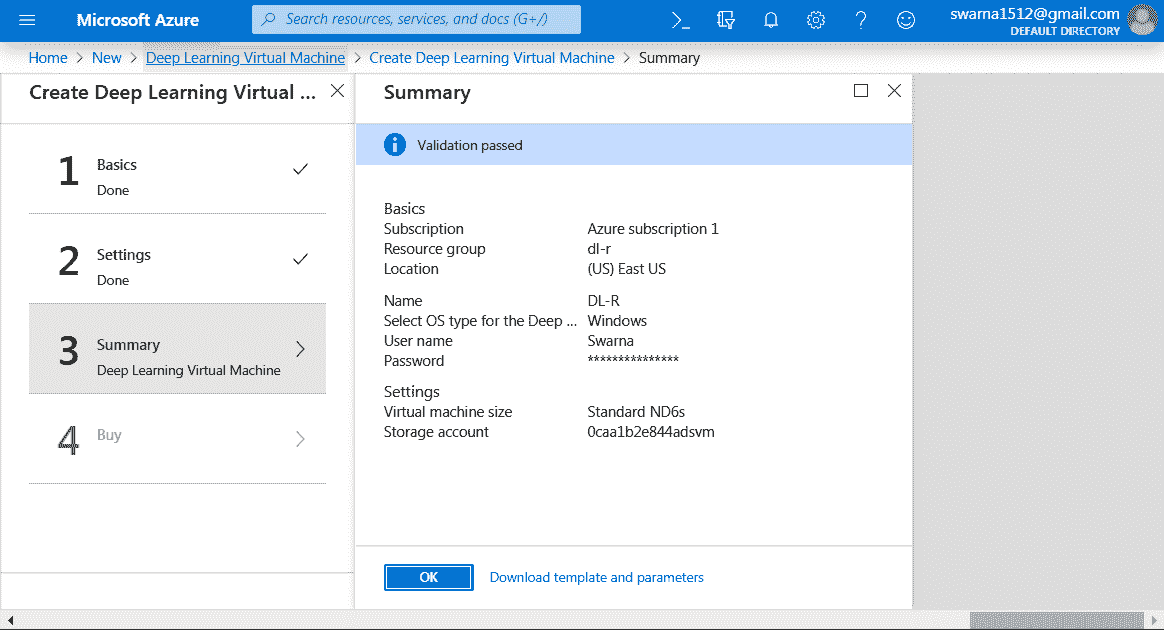 Microsoft Azure
Search resources, services, and docs (G+/)
swarna1512@gmail.com
DEFAULT DIRECTORY
Home > New > Deep Learning Virtual Machine > Create Deep Learning Virtual Machine > Summary
Create Deep Learning Virtual ...
1 Basics
Done
2 Settings
Done
3 Summary
Deep Learning Virtual Machine
4 Buy
Summary
Validation passed
Basics
Subscription Azure subscription 1
Resource group dl-r
Location (US) East US
Name DL-R
Select OS type for the Deep ... Windows
User name Swarna
Password ***************
Settings
Virtual machine size Standard ND6s
Storage account 0caa1b2e844adsvm
OK Download template and parameters